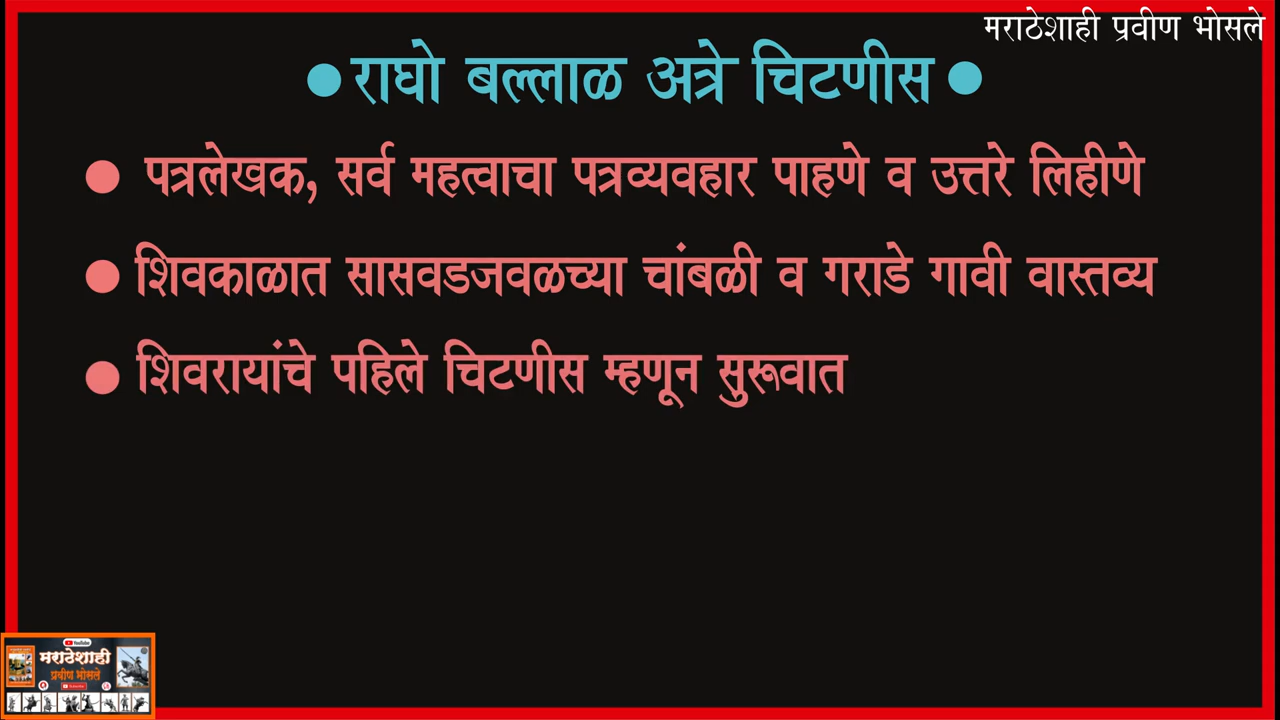 मराठेशाही प्रवीण भोसले
● राघो बल्लाळ अत्रे चिटणीस ●
● पत्रलेखक, सर्व महत्वाचा पत्रव्यवहार पाहणे व उत्तरे लिहीणे
● शिवकाळात सासवडजवळच्या चांबळी व गराडे गावी वास्तव्य
● शिवरायांचे पहिले चिटणीस म्हणून सुरूवात
YouTube
मराठेशाही
प्रवीण भोसले